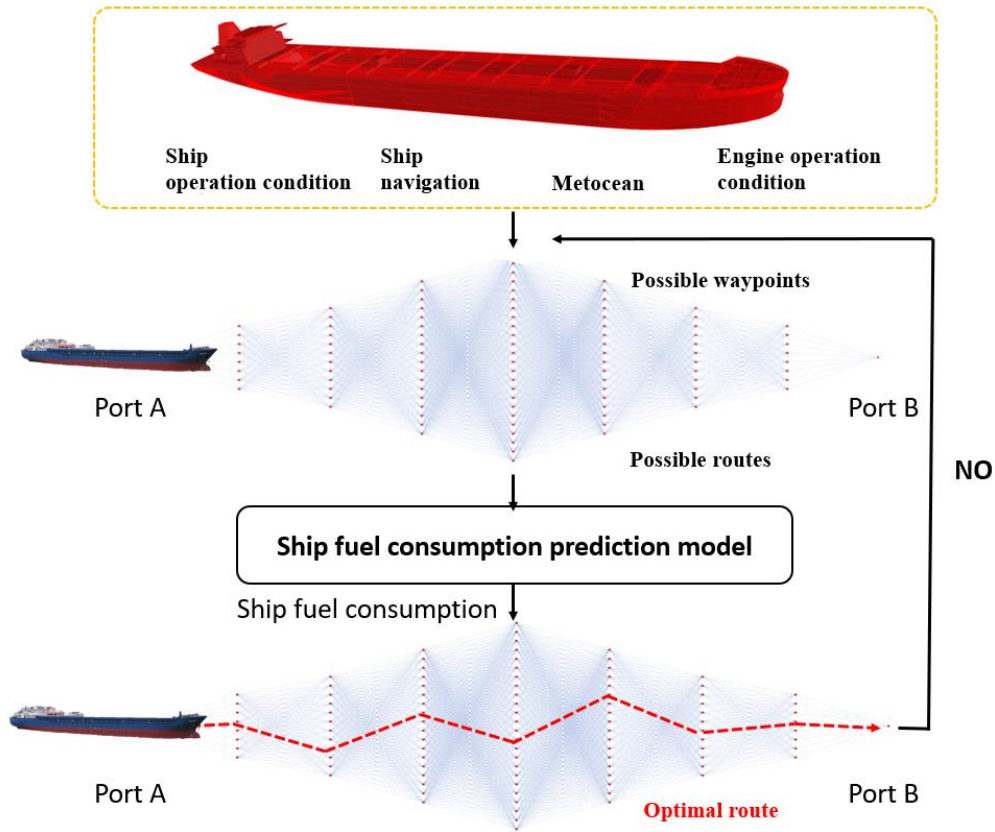 Ship
operation condition
Ship
navigation
Metocean
Engine operation
condition
Possible waypoints
Port A
Port B
Possible routes
NO
Ship fuel consumption prediction model
Ship fuel consumption
Port A
Optimal route
Port B